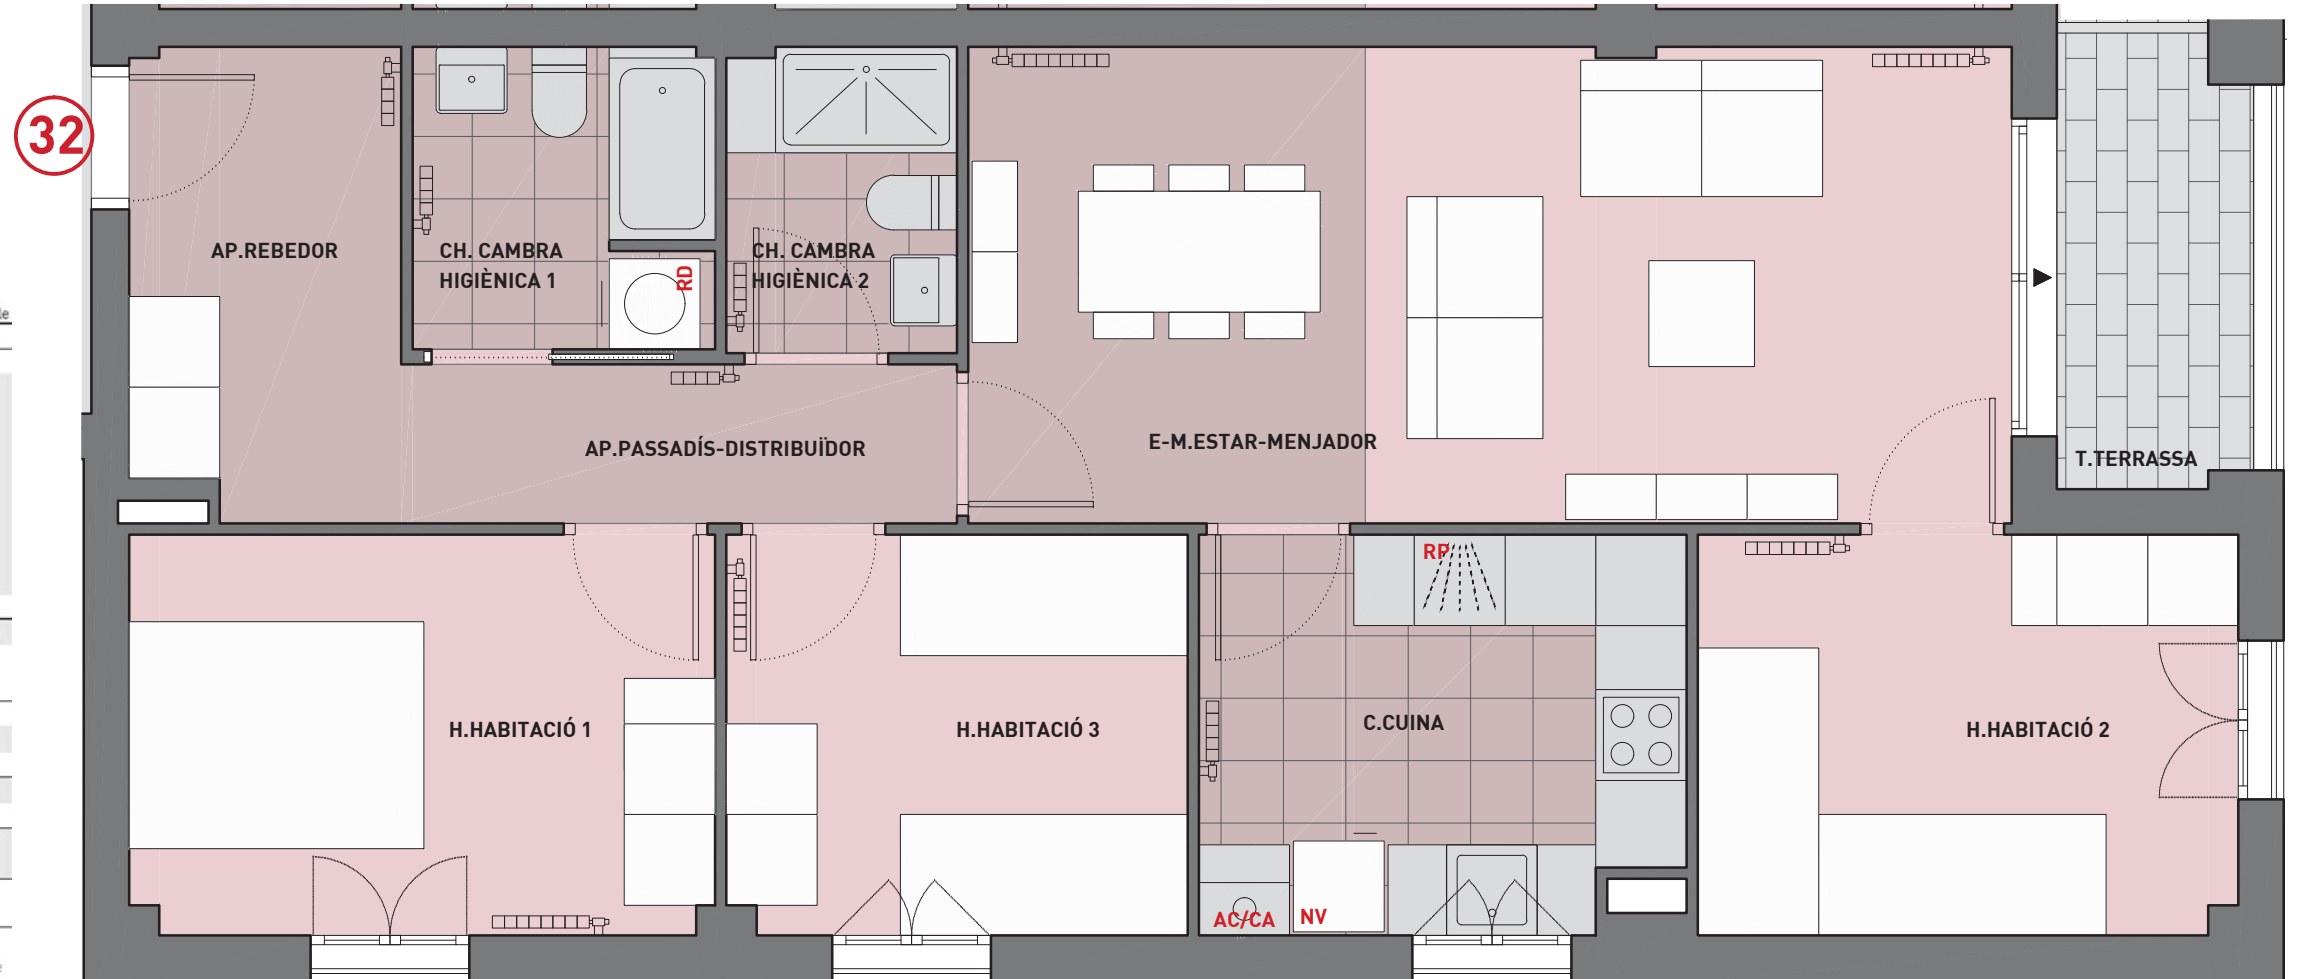 32
AP.REBEDOR
CH. CAMBRA
HIGIÈNICA 1
RD
CH. CAMBRA
HIGIÈNICA 2
E-M.ESTAR-MENJADOR
AP.PASSADÍS-DISTRIBUÏDOR
T.TERRASSA
RP
H.HABITACIÓ 1
H.HABITACIÓ 3
C.CUINA
H.HABITACIÓ 2
AC/CA
NV